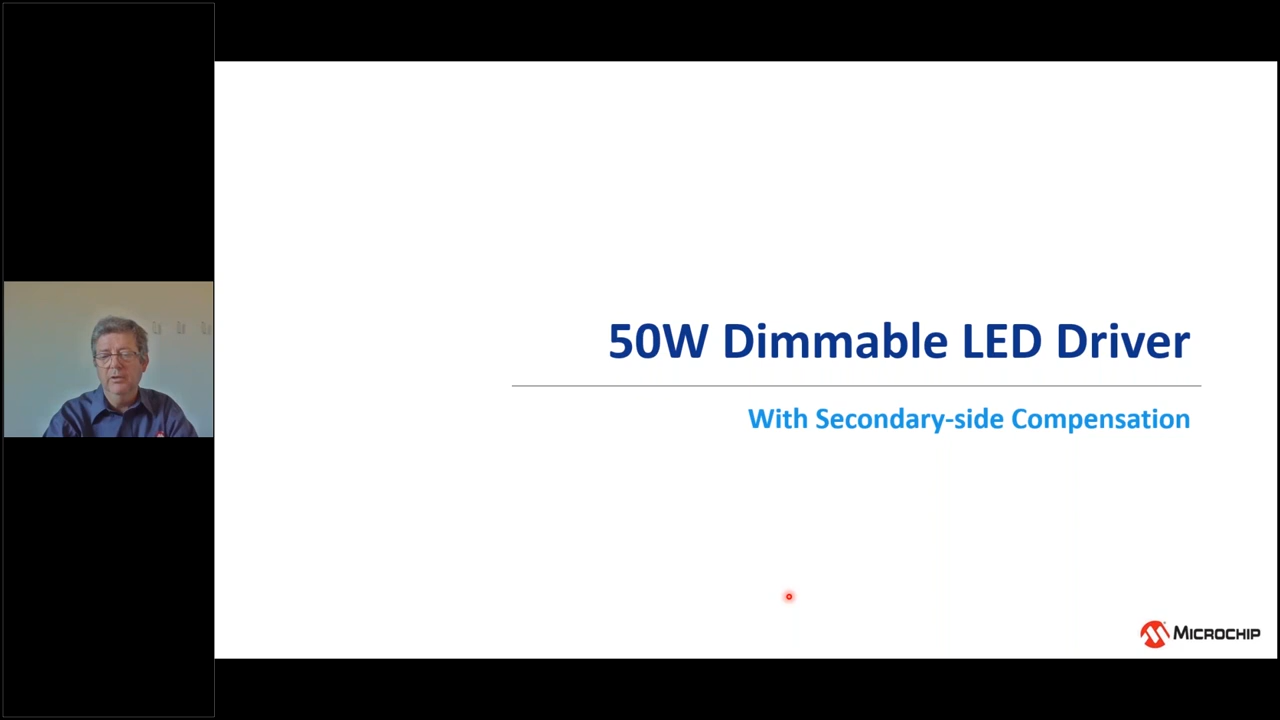 50W Dimmable LED Driver
With Secondary-side Compensation
MICROCHIP